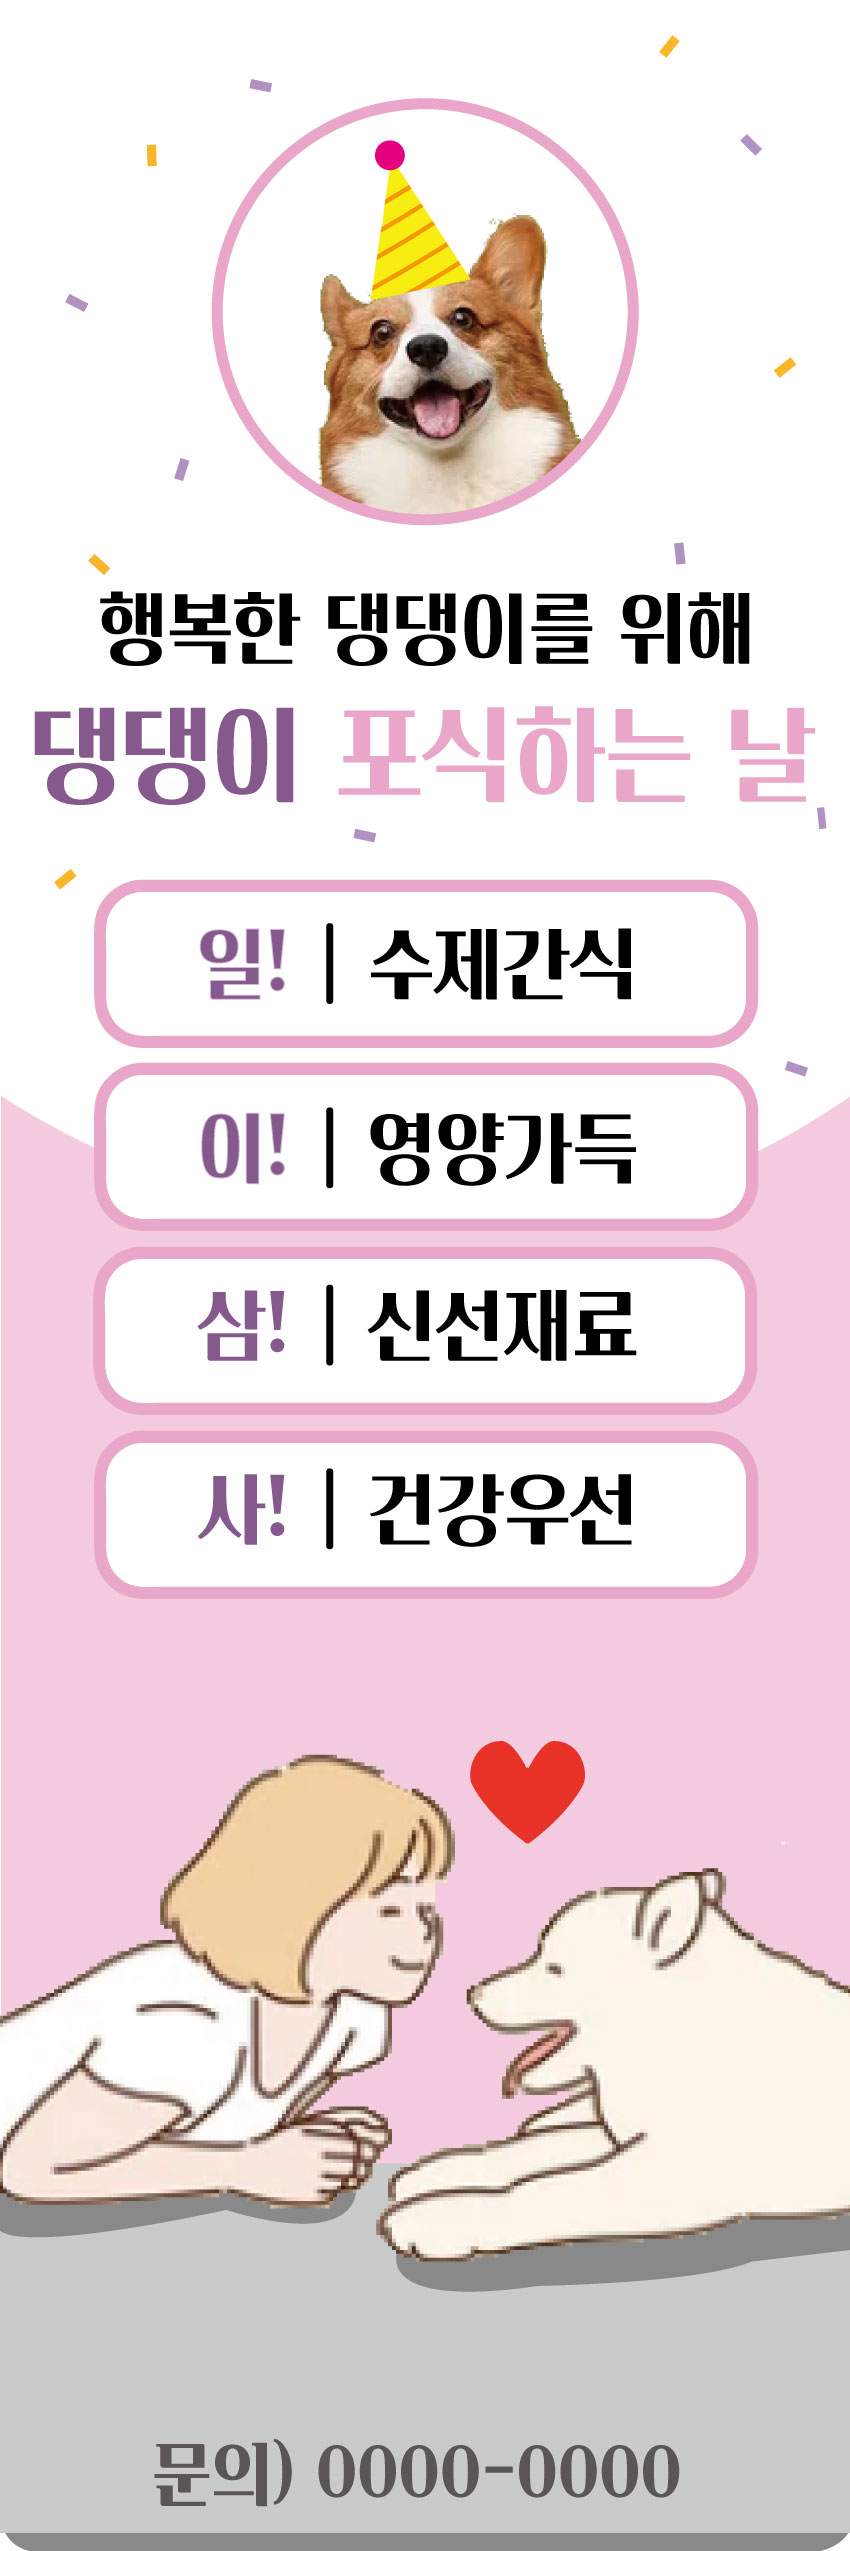 행복한 댕댕이를 위해
댕댕이 포식하는 날
일! | 수제간식
이! | 영양가득
삼! | 신선재료
사! | 건강우선
문의) 0000-0000